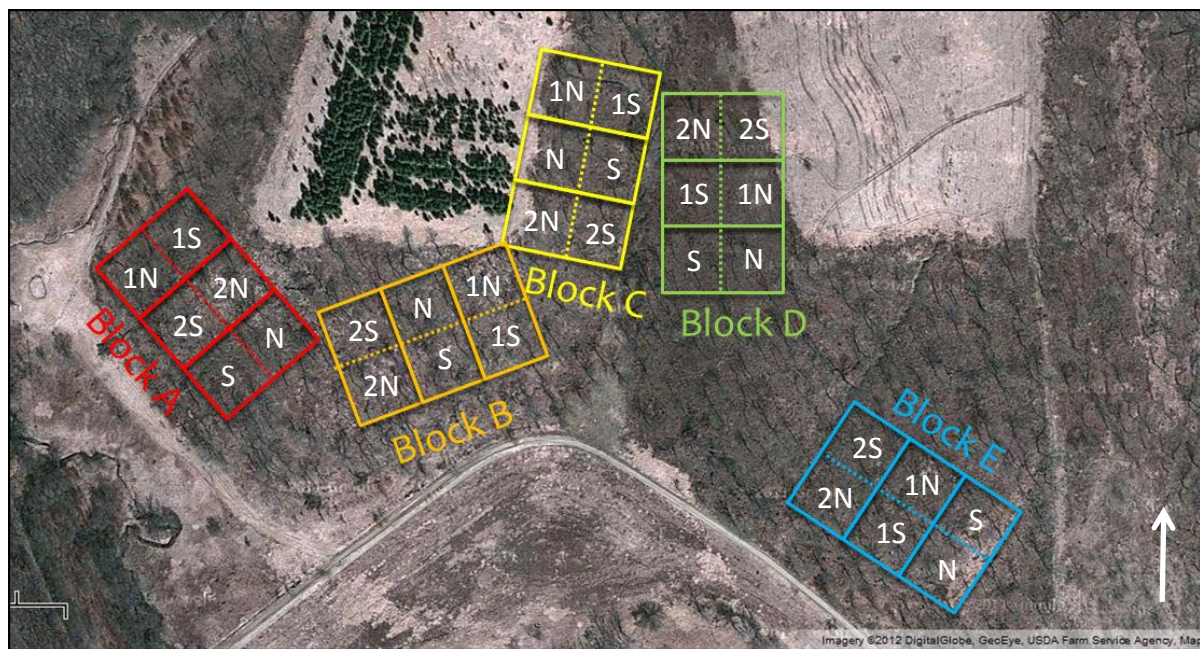 1S
1N
2N
2S
N
S
Block A
1N
N
2S
1S
S
2N
Block B
1N
1S
N
S
2N
2S
Block C
2N 2S
1S 1N
S N
Block D
Block E
2S
1N
2N
S
1S
N
Imagery ©2012 DigitalGlobe, GeoEye, USDA Farm Service Agency, Map